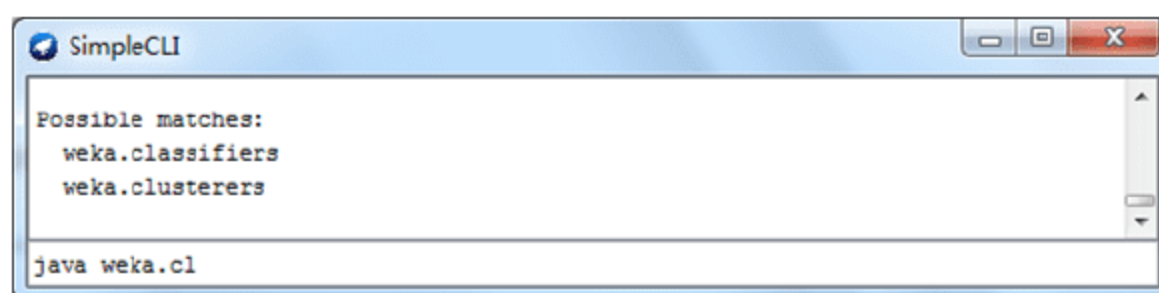 SimpleCLI
Possible matches:
weka.classifiers
weka.clusterers
java weka.cl